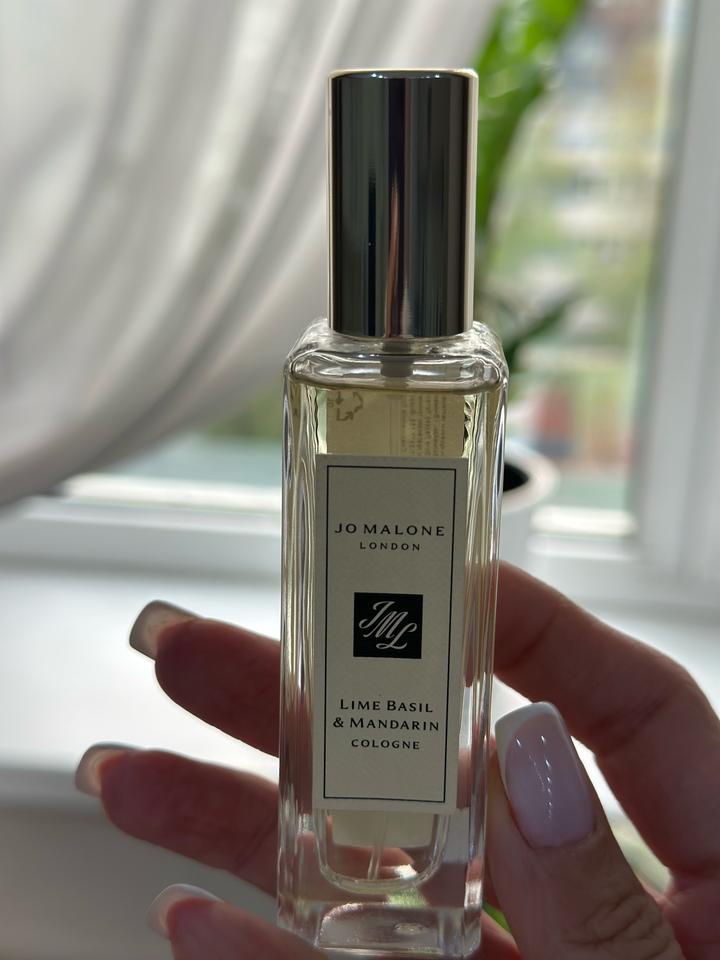 JO MALONE
LONDON
JML
LIME BASIL
& MANDARIN
COLOGNE